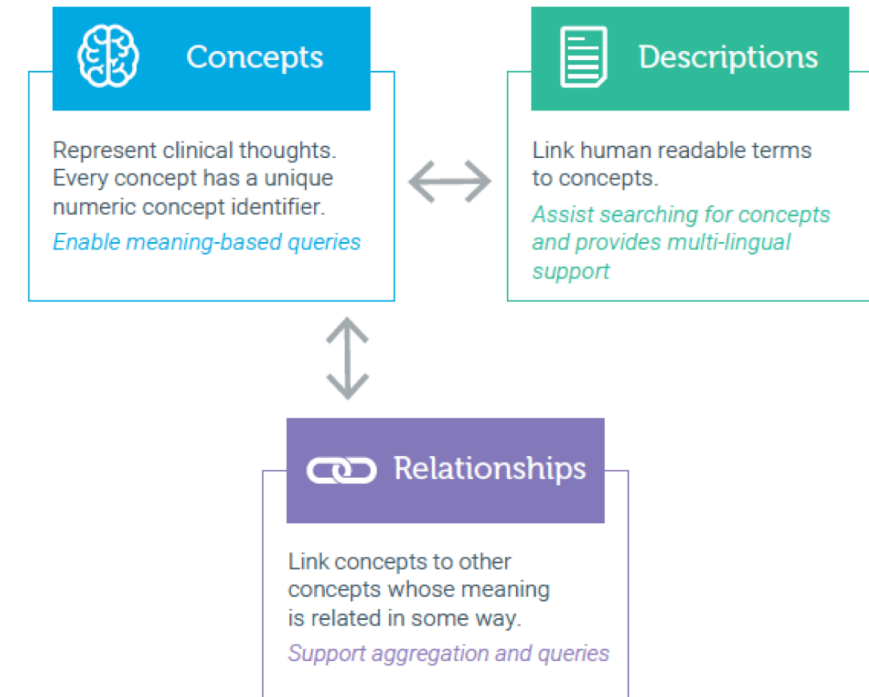 Concepts
Represent clinical thoughts.
Every concept has a unique
numeric concept identifier.
Enable meaning-based queries
Descriptions
Link human readable terms
to concepts.
Assist searching for concepts
and provides multi-lingual
support
Relationships
Link concepts to other
concepts whose meaning
is related in some way.
Support aggregation and queries